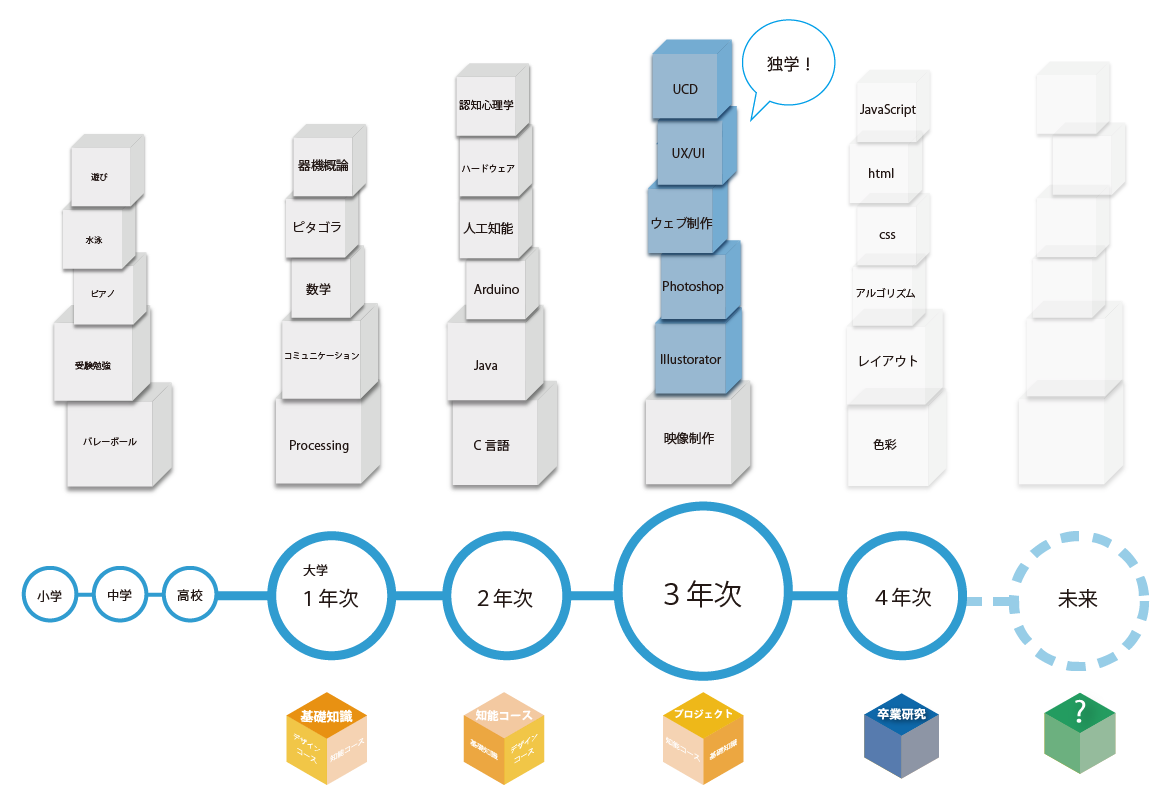 遊び
水泳
ピアノ
受験勉強
バレーボール
器機概論
ピタゴラ
数学
コミュニケーション
Processing
認知心理学
ハードウェア
人工知能
Arduino
Java
C 言語
独学！
UCD
UX/UI
ウェブ制作
Photoshop
Illustorator
映像制作
JavaScript
html
css
アルゴリズム
レイアウト
色彩
小学
中学
高校
大学
1 年次
2 年次
3 年次
4 年次
未来
基礎知識
デザイン
コース
知能コース
知能コース
基礎知識
デザイン
コース
プロジェクト
知能コース
基礎知識
卒業研究
?